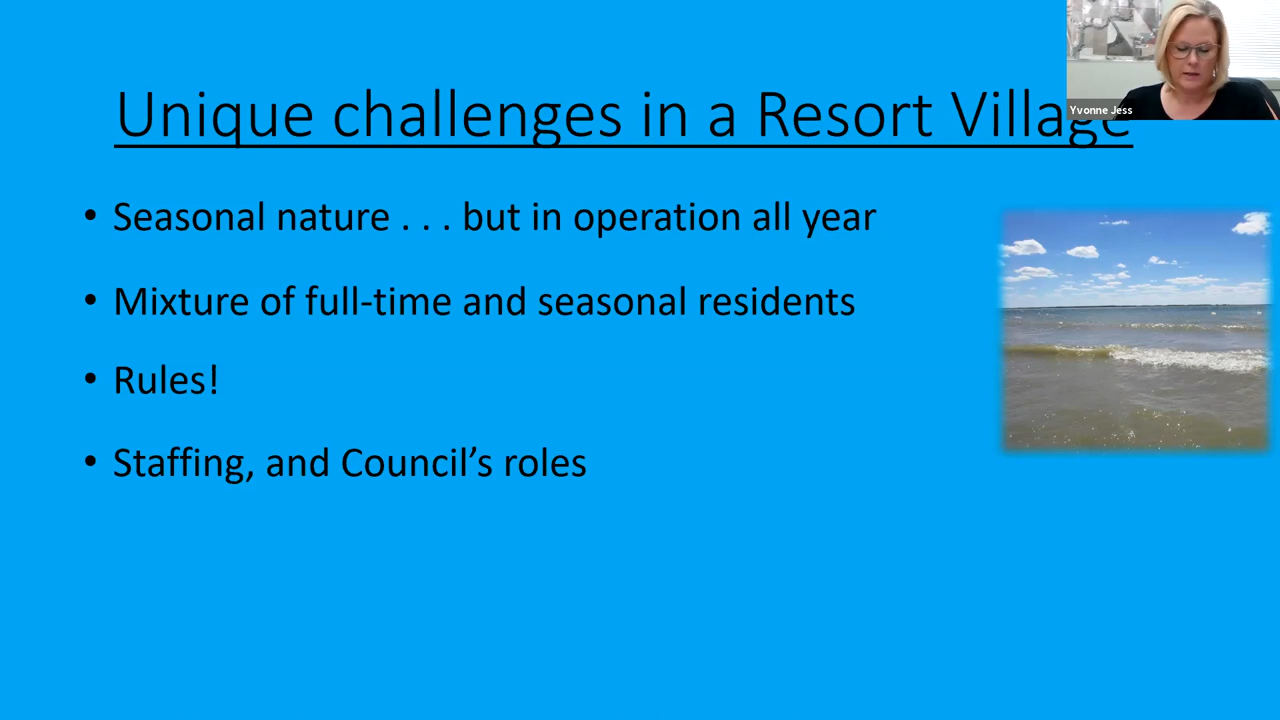 Unique challenges in a Resort Village
Yvonne Jess
• Seasonal nature . . . but in operation all year
• Mixture of full-time and seasonal residents
• Rules!
• Staffing, and Council’s roles